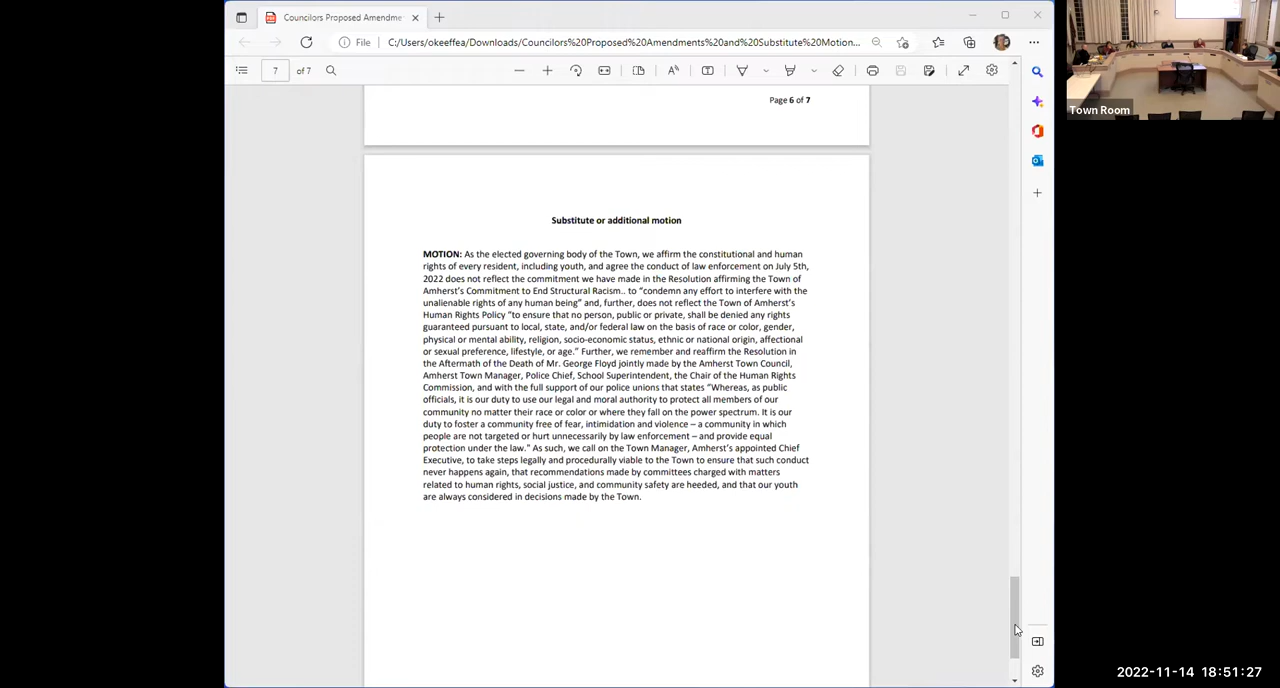 Councilors Proposed Amendme
File
C:/Users/okeeffea/Downloads/Councilors%20Proposed%20Amendments%20and%20Substitute%20Motion...
7 of 7
Page 6 of 7
Substitute or additional motion
MOTION: As the elected governing body of the Town, we affirm the constitutional and human
rights of every resident, including youth, and agree the conduct of law enforcement on July 5th,
2022 does not reflect the commitment we have made in the Resolution affirming the Town of
Amherst's Commitment to End Structural Racism.. to "condemn any effort to interfere with the
unalienable rights of any human being" and, further, does not reflect the Town of Amherst's
Human Rights Policy "to ensure that no person, public or private, shall be denied any rights
guaranteed pursuant to local, state, and/or federal law on the basis of race or color, gender,
physical or mental ability, religion, socio-economic status, ethnic or national origin, affectional
or sexual preference, lifestyle, or age." Further, we remember and reaffirm the Resolution in
the Aftermath of the Death of Mr. George Floyd jointly made by the Amherst Town Council,
Amherst Town Manager, Police Chief, School Superintendent, the Chair of the Human Rights
Commission, and with the full support of our police unions that states "Whereas, as public
officials, it is our duty to use our legal and moral authority to protect all members of our
community no matter their race or color or where they fall on the power spectrum. It is our
duty to foster a community free of fear, intimidation and violence – a community in which
people are not targeted or hurt unnecessarily by law enforcement – and provide equal
protection under the law." As such, we call on the Town Manager, Amherst's appointed Chief
Executive, to take steps legally and procedurally viable to the Town to ensure that such conduct
never happens again, that recommendations made by committees charged with matters
related to human rights, social justice, and community safety are heeded, and that our youth
are always considered in decisions made by the Town.
Town Room
2022-11-14 18:51:27